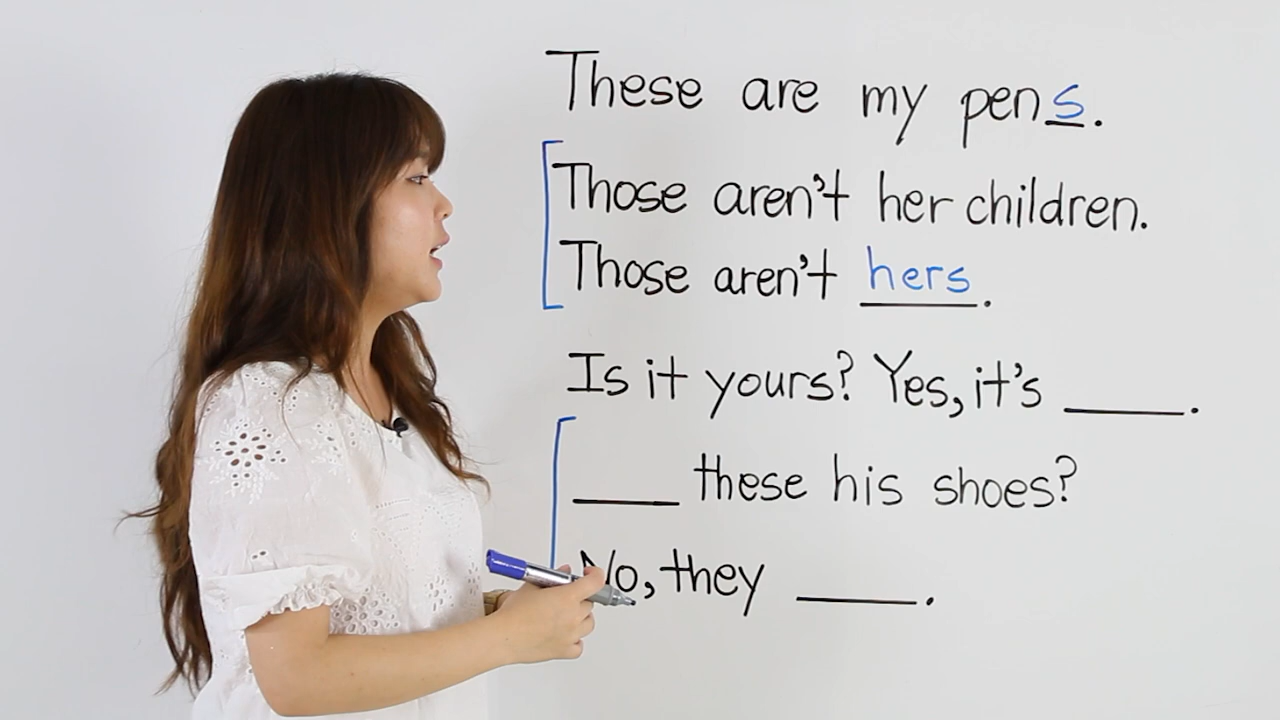 These are my pens.
Those aren't her children.
Those aren't hers.
Is it yours? Yes, it's ____.
____ these his shoes?
No, they ____.